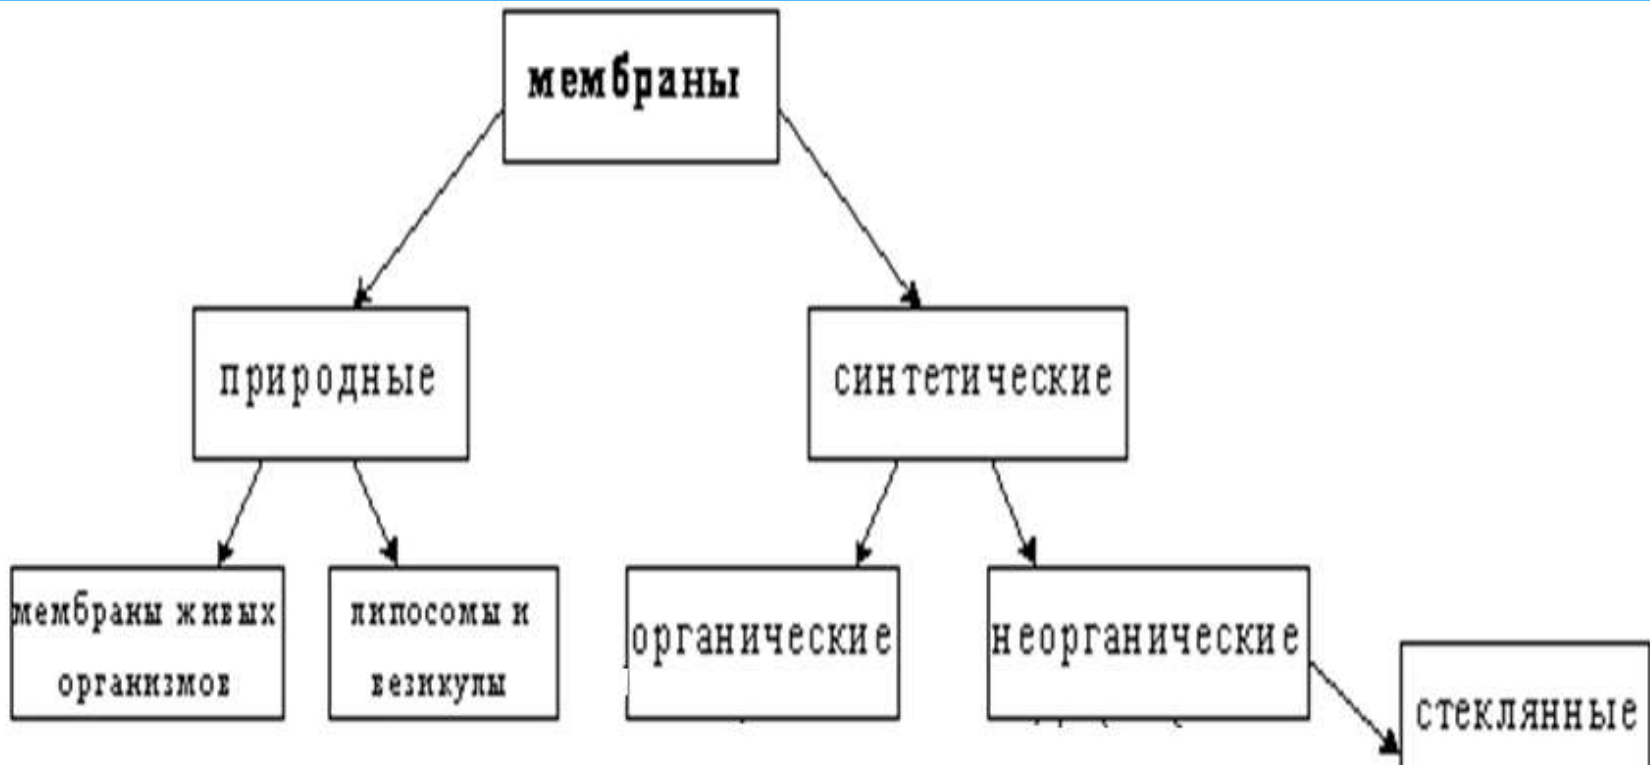 мембраны
природные
синтетические
мембраны живых
организмов
липосомы и
везикулы
органические
неорганические
стеклянные